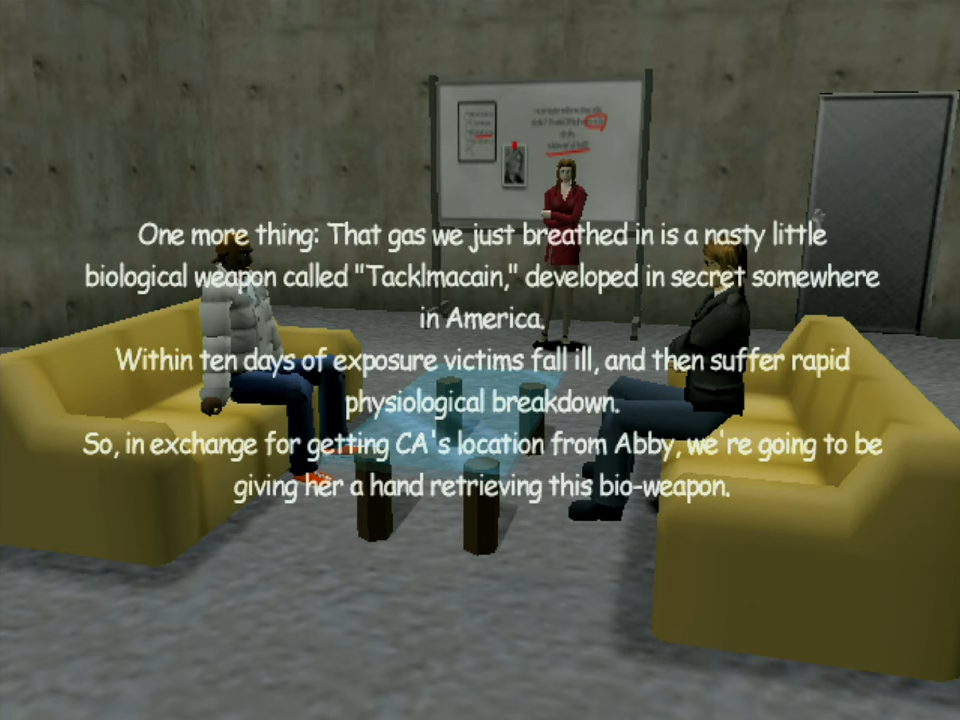 One more thing: That gas we just breathed in is a nasty little
biological weapon called "Tacklmacain," developed in secret somewhere
in America.
Within ten days of exposure victims fall ill, and then suffer rapid
physiological breakdown.
So, in exchange for getting CA's location from Abby, we're going to be
giving her a hand retrieving this bio-weapon.